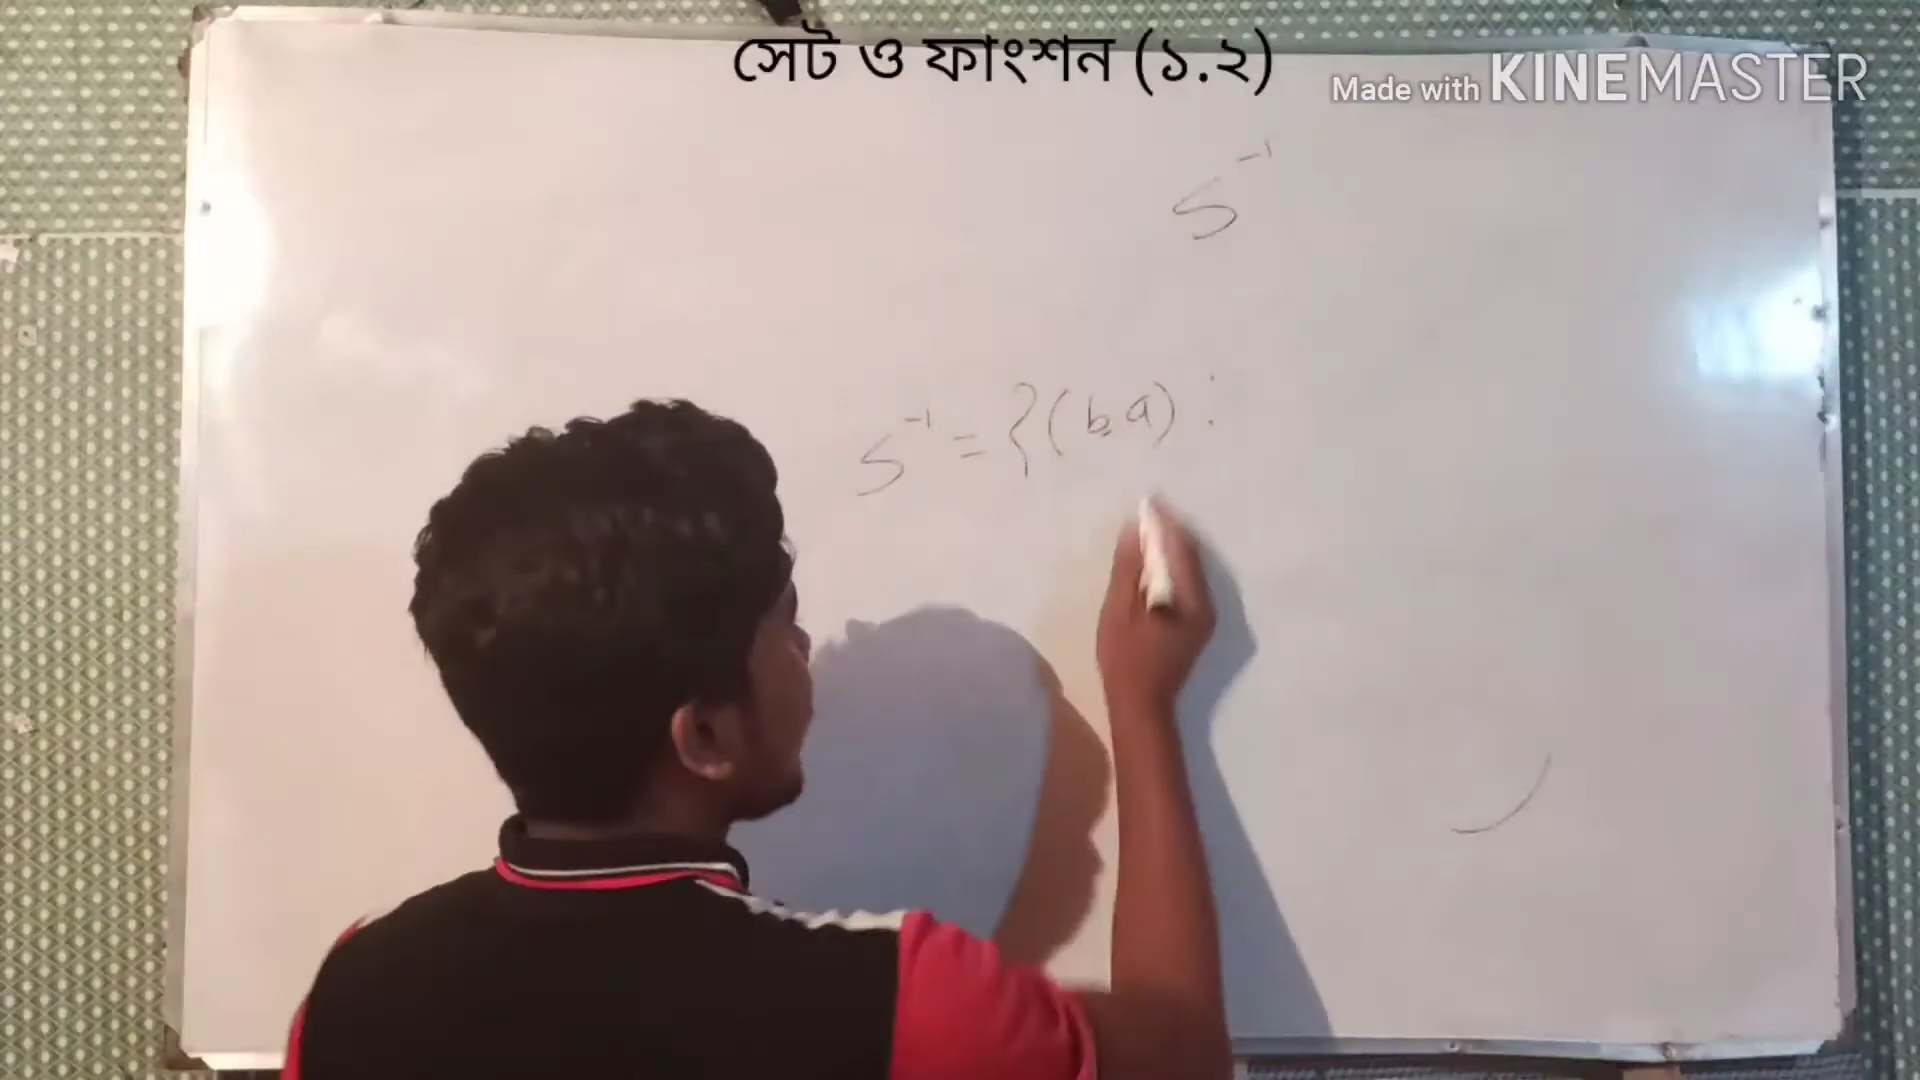 সেট ও ফাংশন (১.২)
Made with KINEMASTER
S⁻¹
S⁻¹ = {(b, a) :